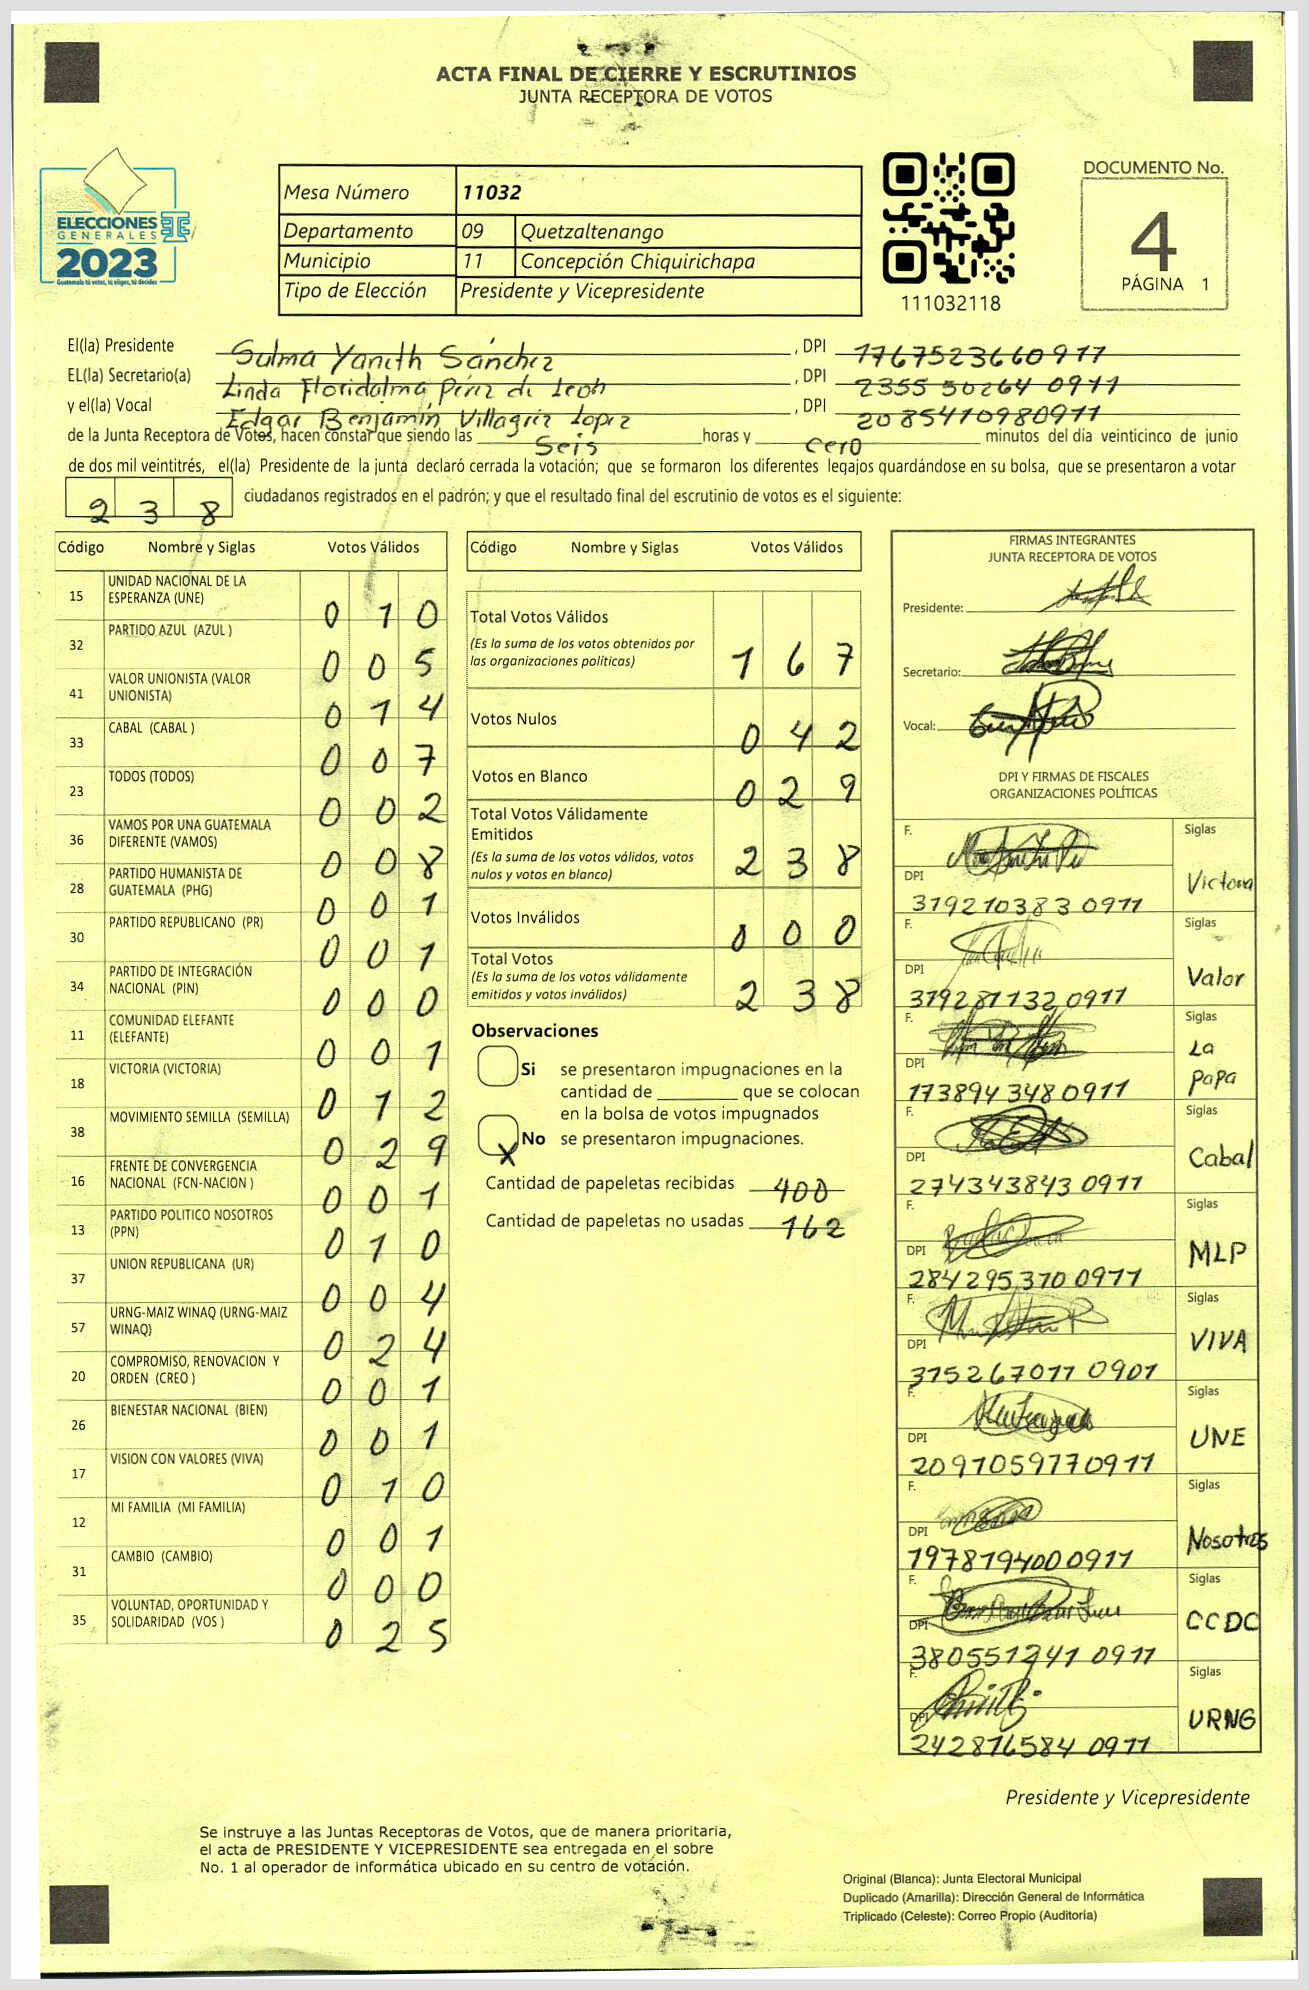 ACTA FINAL DE CIERRE Y ESCRUTINIOS
JUNTA RECEPTORA DE VOTOS
ELECCIONES
GENERALES
2023
Guatemala tú votas, tú eliges, tú decides
Mesa Número 11032
Departamento 09 Quetzaltenango
Municipio 11 Concepción Chiquirichapa
Tipo de Elección Presidente y Vicepresidente
111032118
DOCUMENTO No.
4
PÁGINA 1
El(la) Presidente Sulma Yanith Sánchez , DPI 1767523660911
EL(la) Secretario(a) Linda Floridalma Pérez de León , DPI 2355 50264 0911
y el(la) Vocal Edgar Benjamín Villagrez Lopez , DPI 2085410980911
de la Junta Receptora de Votos, hacen constar que siendo las Seis horas y cero minutos del día veinticinco de junio
de dos mil veintitrés, el(la) Presidente de la junta declaró cerrada la votación; que se formaron los diferentes legajos guardándose en su bolsa, que se presentaron a votar
2 3 8 ciudadanos registrados en el padrón; y que el resultado final del escrutinio de votos es el siguiente:
Código Nombre y Siglas Votos Válidos
15 UNIDAD NACIONAL DE LA ESPERANZA (UNE) 0 1 0
32 PARTIDO AZUL (AZUL ) 0 0 5
41 VALOR UNIONISTA (VALOR UNIONISTA) 0 1 4
33 CABAL (CABAL ) 0 0 7
23 TODOS (TODOS) 0 0 2
36 VAMOS POR UNA GUATEMALA DIFERENTE (VAMOS) 0 0 8
28 PARTIDO HUMANISTA DE GUATEMALA (PHG) 0 0 1
30 PARTIDO REPUBLICANO (PR) 0 0 1
34 PARTIDO DE INTEGRACIÓN NACIONAL (PIN) 0 0 0
11 COMUNIDAD ELEFANTE (ELEFANTE) 0 0 1
18 VICTORIA (VICTORIA) 0 1 2
38 MOVIMIENTO SEMILLA (SEMILLA) 0 2 9
16 FRENTE DE CONVERGENCIA NACIONAL (FCN-NACION ) 0 0 1
13 PARTIDO POLITICO NOSOTROS (PPN) 0 1 0
37 UNION REPUBLICANA (UR) 0 0 4
57 URNG-MAIZ WINAQ (URNG-MAIZ WINAQ) 0 2 4
20 COMPROMISO, RENOVACION Y ORDEN (CREO ) 0 0 1
26 BIENESTAR NACIONAL (BIEN) 0 0 1
17 VISION CON VALORES (VIVA) 0 1 0
12 MI FAMILIA (MI FAMILIA) 0 0 1
31 CAMBIO (CAMBIO) 0 0 0
35 VOLUNTAD, OPORTUNIDAD Y SOLIDARIDAD (VOS ) 0 2 5
Código Nombre y Siglas Votos Válidos
Total Votos Válidos 1 6 7
(Es la suma de los votos obtenidos por
las organizaciones políticas)
Votos Nulos 0 4 2
Votos en Blanco 0 2 9
Total Votos Válidamente
Emitidos 2 3 8
(Es la suma de los votos válidos, votos
nulos y votos en blanco)
Votos Inválidos 0 0 0
Total Votos 2 3 8
(Es la suma de los votos válidamente
emitidos y votos inválidos)
Observaciones
Si se presentaron impugnaciones en la
cantidad de ________ que se colocan
en la bolsa de votos impugnados
X No se presentaron impugnaciones.
Cantidad de papeletas recibidas 400
Cantidad de papeletas no usadas 162
FIRMAS INTEGRANTES
JUNTA RECEPTORA DE VOTOS
Presidente:
Secretario:
Vocal:
DPI Y FIRMAS DE FISCALES
ORGANIZACIONES POLÍTICAS
F. Siglas
DPI 319210383 0911 Victoria
F. Siglas
DPI 319281132 0911 Valor
F. Siglas
DPI 173894348 0911 La Papa
F. Siglas
DPI 274343843 0911 Cabal
F. Siglas
DPI 284295310 0911 MLP
F. Siglas
DPI 315267011 0901 VIVA
F. Siglas
DPI 2091059170911 UNE
F. Siglas
DPI 1978194000911 Nosotros
F. Siglas
DPI 380551241 0911 CCDC
F. Siglas
DPI 242816584 0911 URNG
Presidente y Vicepresidente
Se instruye a las Juntas Receptoras de Votos, que de manera prioritaria,
el acta de PRESIDENTE Y VICEPRESIDENTE sea entregada en el sobre
No. 1 al operador de informática ubicado en su centro de votación.
Original (Blanca): Junta Electoral Municipal
Duplicado (Amarilla): Dirección General de Informática
Triplicado (Celeste): Correo Propio (Auditoría)